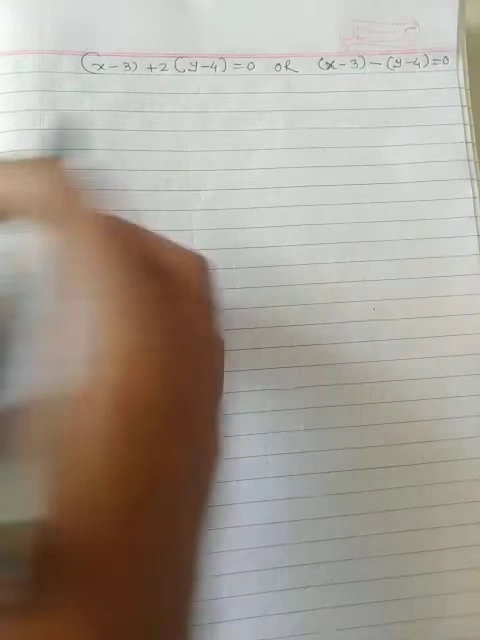 (x-3) +2(y-4) =0 OR (x-3) -(y-4)=0